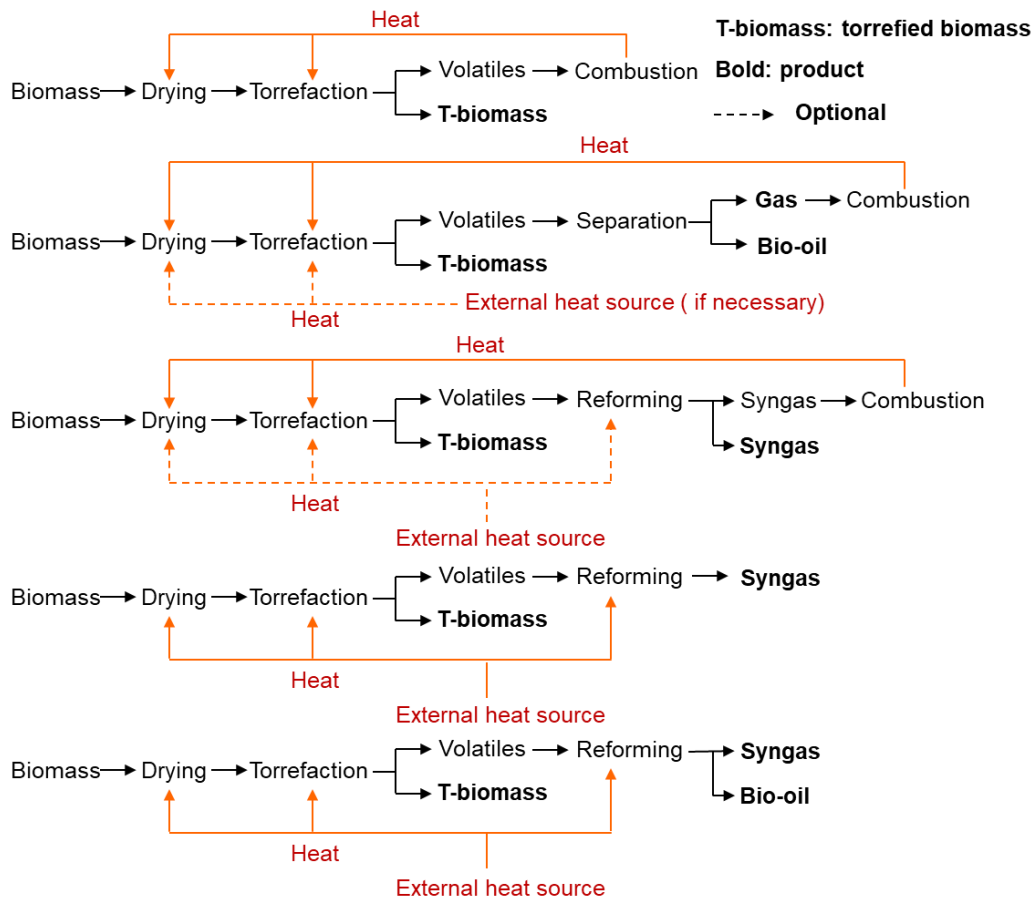 Heat
T-biomass: torrefied biomass
Bold: product
Optional
Biomass Drying Torrefaction Volatiles Combustion
T-biomass
Heat
Biomass Drying Torrefaction Volatiles Separation Gas Combustion
T-biomass Bio-oil
External heat source ( if necessary)
Heat
Heat
Biomass Drying Torrefaction Volatiles Reforming Syngas Combustion
T-biomass Syngas
Heat
External heat source
Biomass Drying Torrefaction Volatiles Reforming Syngas
T-biomass
Heat
External heat source
Biomass Drying Torrefaction Volatiles Reforming Syngas
T-biomass Bio-oil
Heat
External heat source